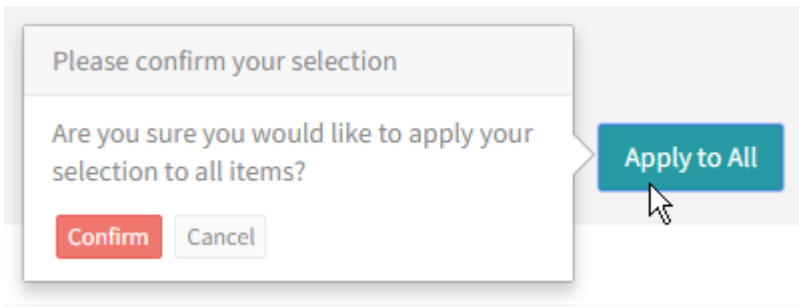 Please confirm your selection
Are you sure you would like to apply your
selection to all items?
Apply to All
Confirm
Cancel